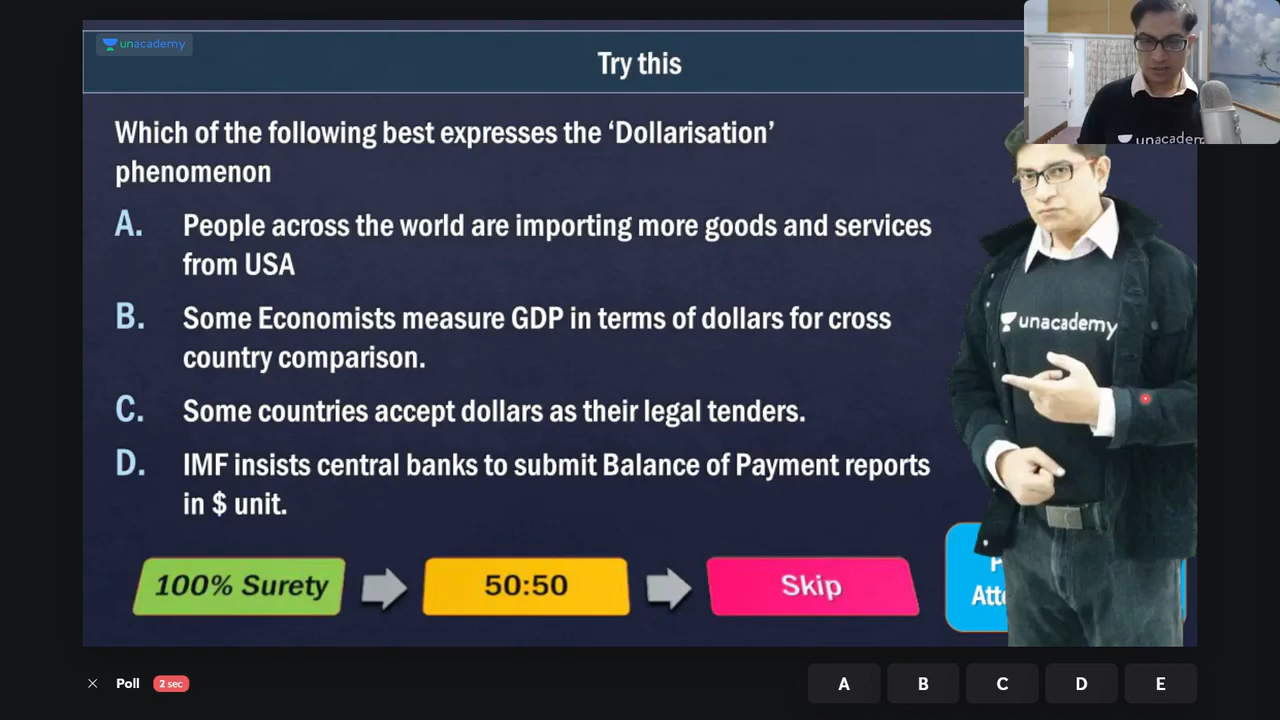 unacademy
Try this
unacademy
Which of the following best expresses the ‘Dollarisation’
phenomenon
A. People across the world are importing more goods and services
from USA
B. Some Economists measure GDP in terms of dollars for cross
country comparison.
unacademy
C. Some countries accept dollars as their legal tenders.
D. IMF insists central banks to submit Balance of Payment reports
in $ unit.
100% Surety
50:50
Skip
Poll
2 sec
A
B
C
D
E